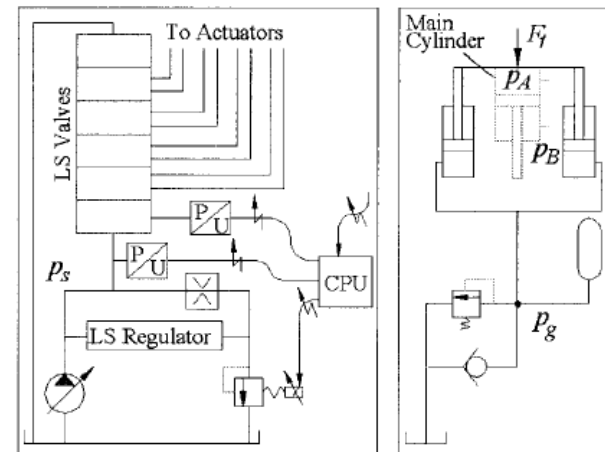 To Actuators
LS Valves
P
U
P
U
CPU
p_s
LS Regulator
Main
Cylinder
F_f
p_A
p_B
p_g